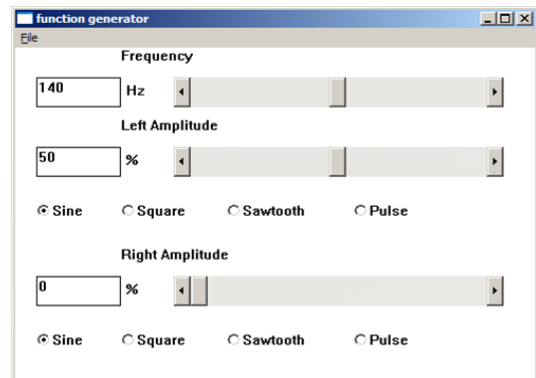 function generator
File
Frequency
140 Hz
Left Amplitude
50 %
Sine Square Sawtooth Pulse
Right Amplitude
0 %
Sine Square Sawtooth Pulse